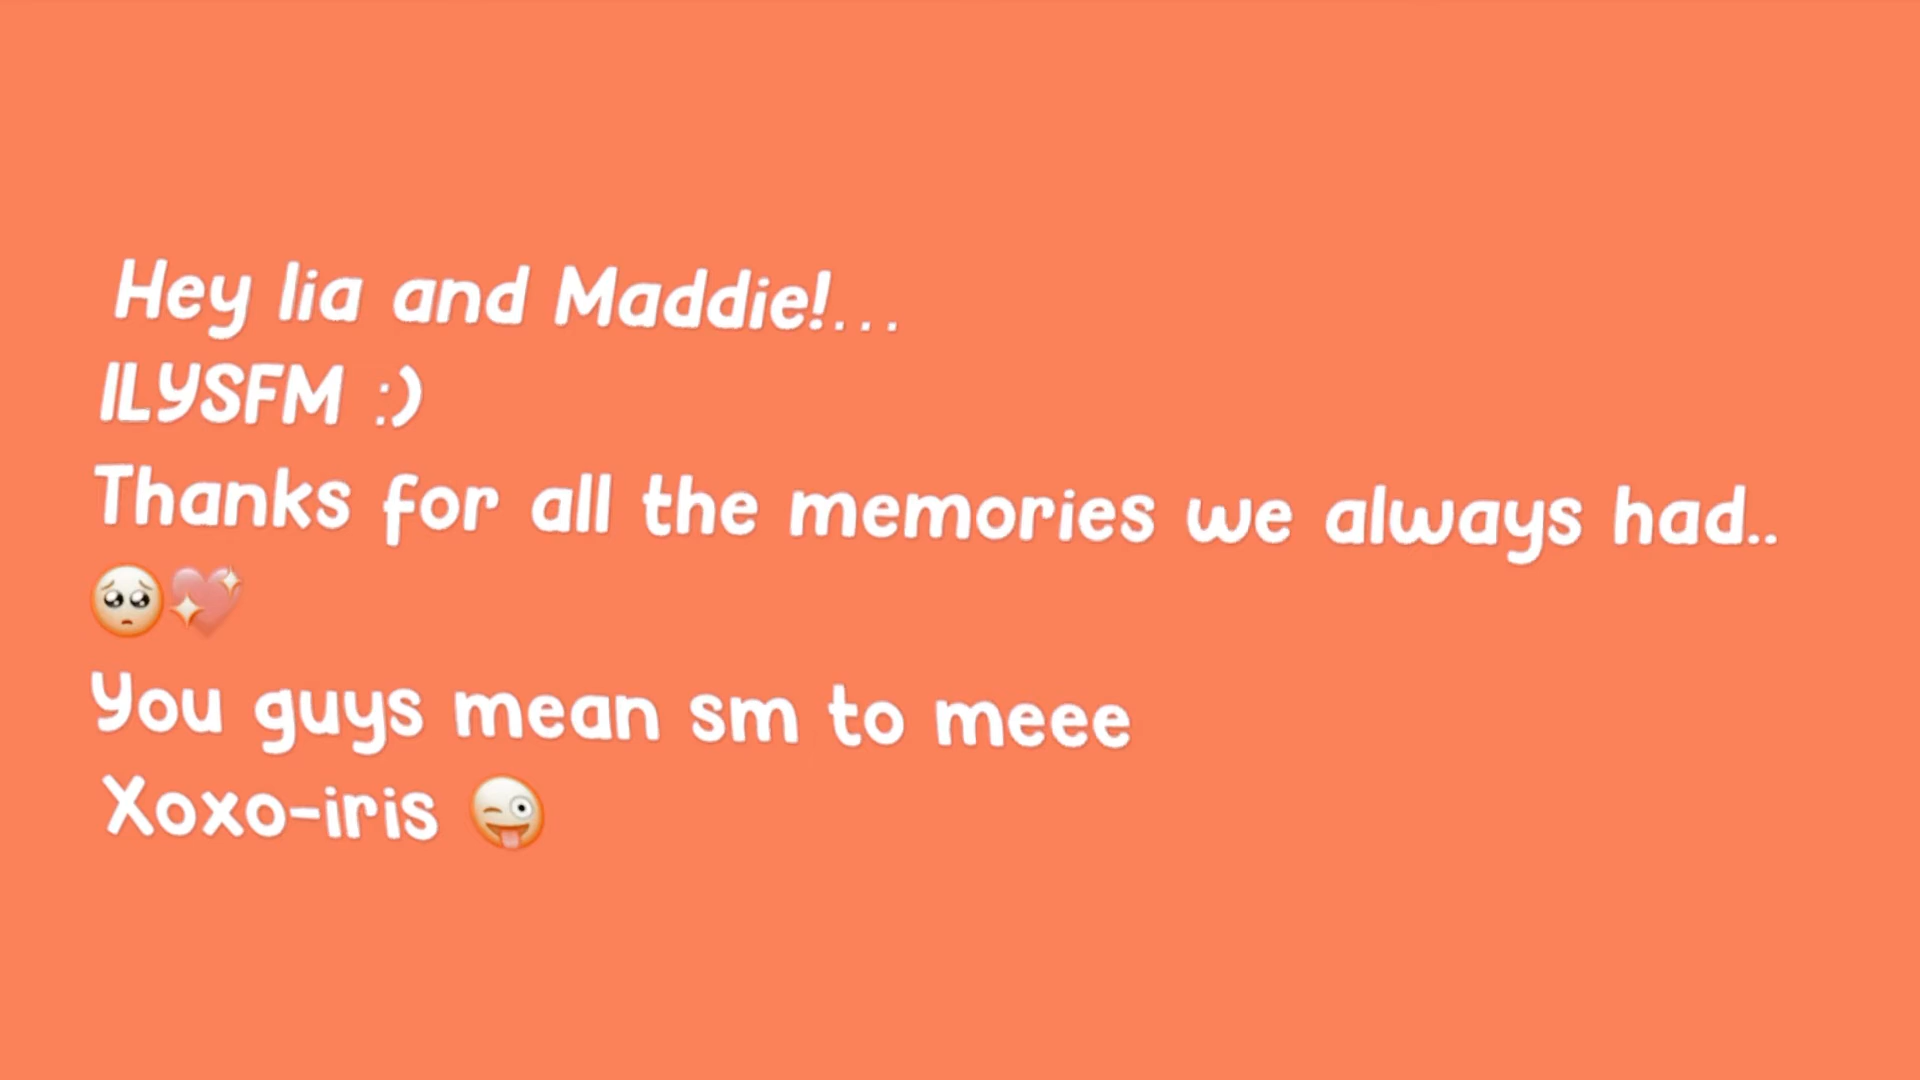 Hey lia and Maddie!...
ILYSFM :)
Thanks for all the memories we always had..
🥺💖
You guys mean sm to meee
Xoxo-iris 😜